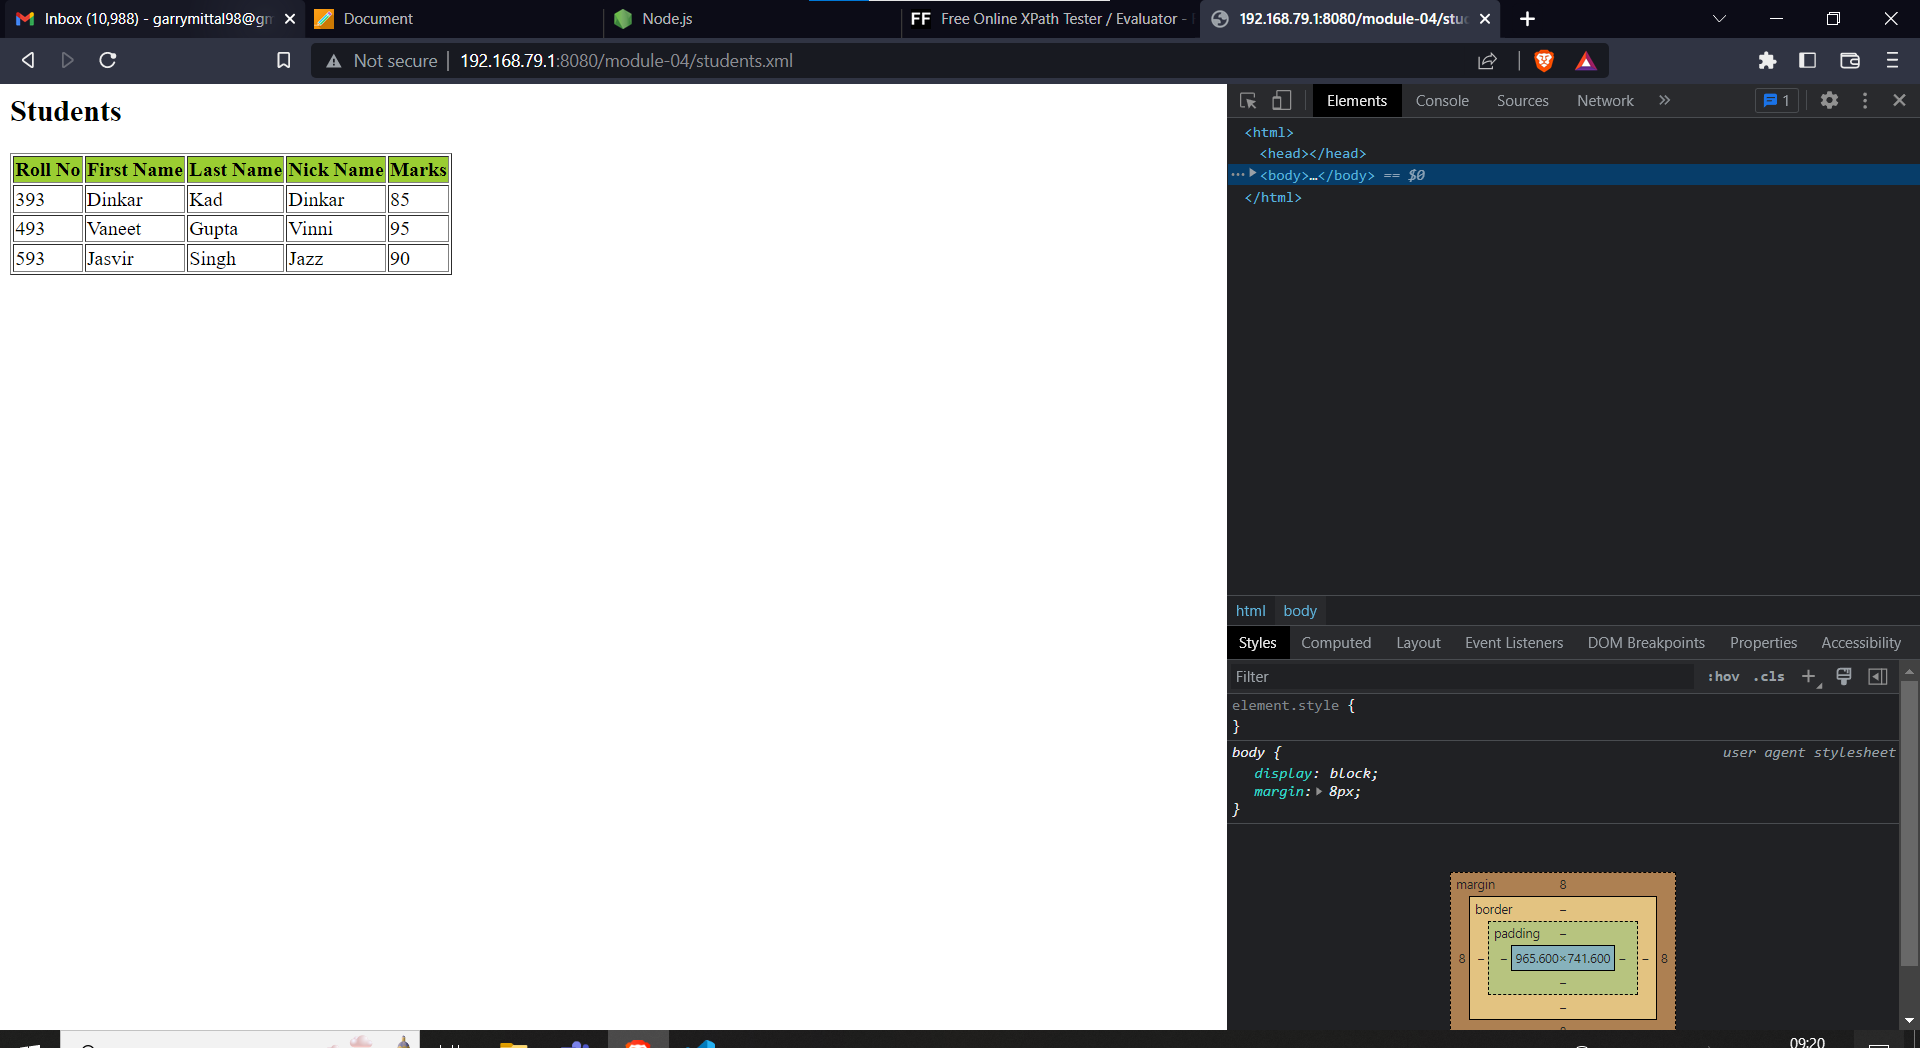 Inbox (10,988) - garrymittal98@gm
Document
Node.js
FF Free Online XPath Tester / Evaluator -
192.168.79.1:8080/module-04/stu
Not secure 192.168.79.1:8080/module-04/students.xml
Students
Roll No First Name Last Name Nick Name Marks
393 Dinkar Kad Dinkar 85
493 Vaneet Gupta Vinni 95
593 Jasvir Singh Jazz 90
Elements Console Sources Network » 1
<html>
<head></head>
<body>…</body> == $0
</html>
html body
Styles Computed Layout Event Listeners DOM Breakpoints Properties Accessibility
Filter :hov .cls
element.style {
}
body { user agent stylesheet
display: block;
margin: 8px;
}
margin 8
border –
padding –
8 – – 965.600×741.600 – – 8
–
–
09:20